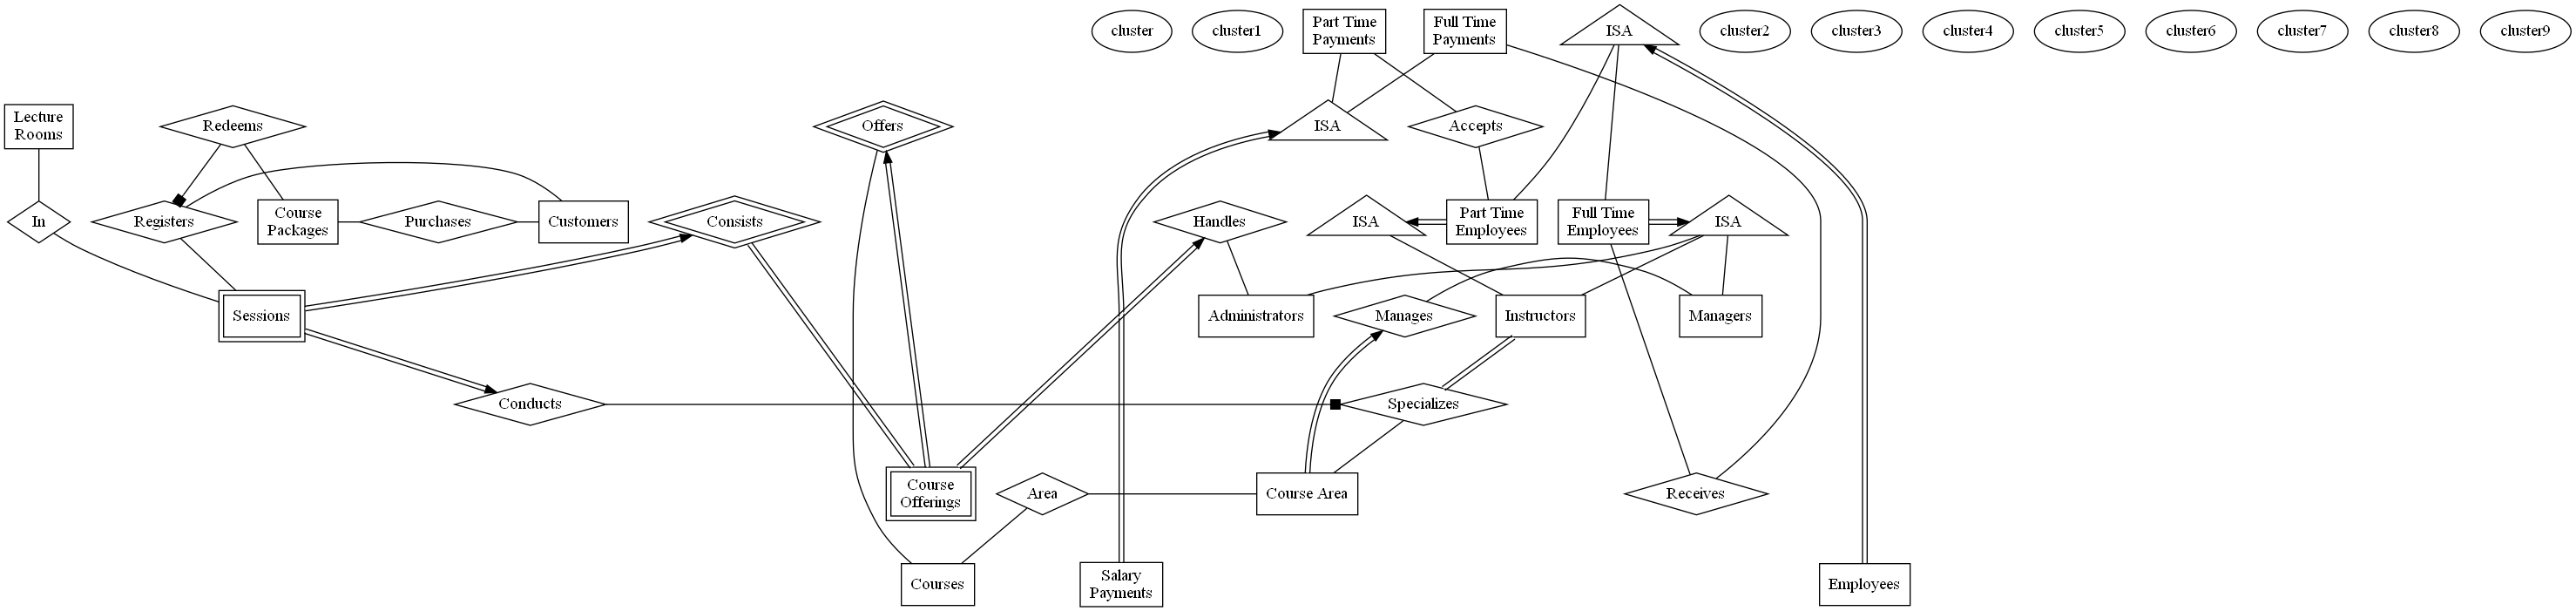 cluster
cluster1
Part Time
Payments
Full Time
Payments
ISA
cluster2
cluster3
cluster4
cluster5
cluster6
cluster7
cluster8
cluster9
Lecture
Rooms
Redeems
Offers
ISA
Accepts
In
Registers
Course
Packages
Purchases
Customers
Consists
Handles
ISA
Part Time
Employees
Full Time
Employees
ISA
Sessions
Administrators
Manages
Instructors
Managers
Conducts
Specializes
Course
Offerings
Area
Course Area
Receives
Courses
Salary
Payments
Employees